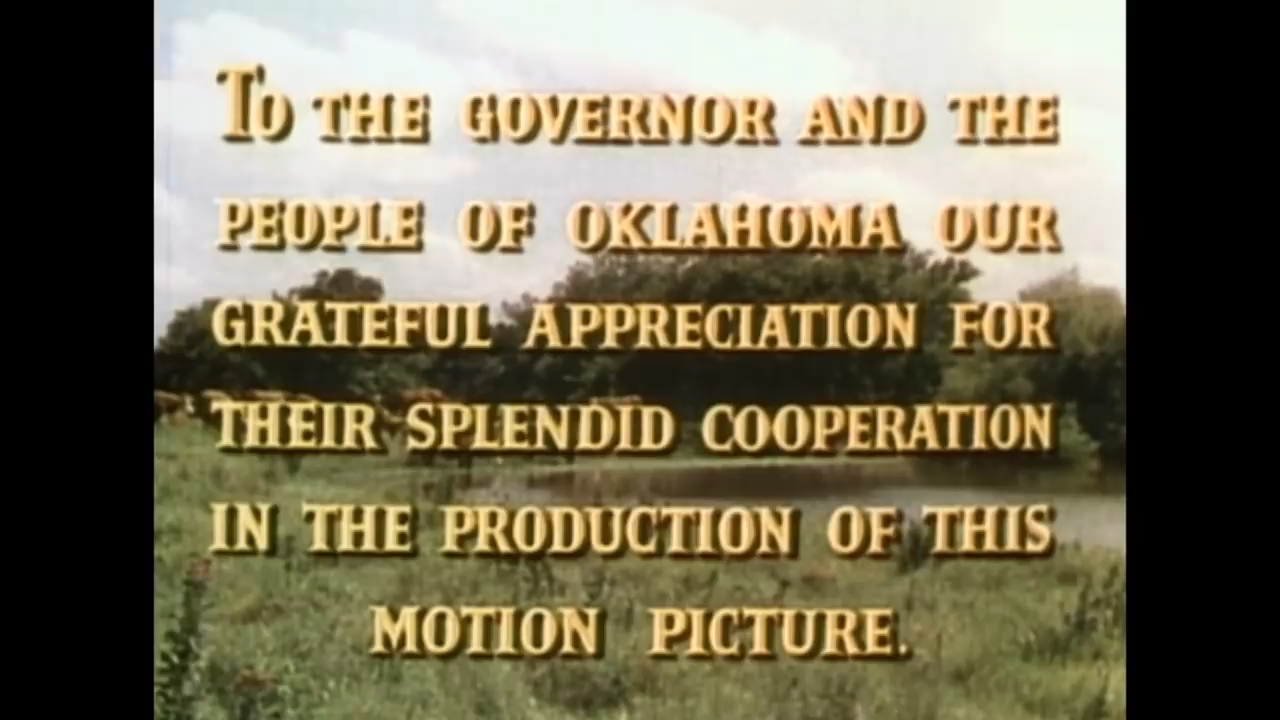 To THE GOVERNOR AND THE
PEOPLE OF OKLAHOMA OUR
GRATEFUL APPRECIATION FOR
THEIR SPLENDID COOPERATION
IN THE PRODUCTION OF THIS
MOTION PICTURE.